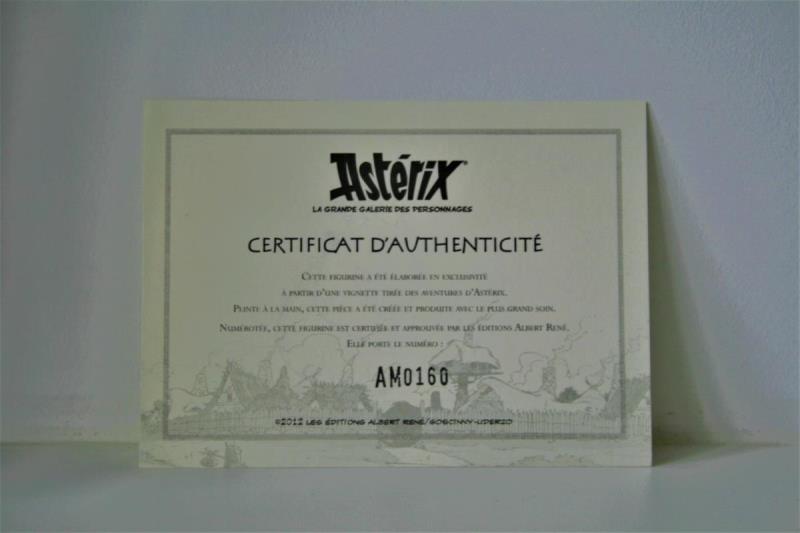 Astérix®
LA GRANDE GALERIE DES PERSONNAGES
CERTIFICAT D'AUTHENTICITÉ
CETTE FIGURINE A ÉTÉ ÉLABORÉE EN EXCLUSIVITÉ
À PARTIR D'UNE VIGNETTE TIRÉE DES AVENTURES D'ASTÉRIX.
PEINTE À LA MAIN, CETTE PIÈCE A ÉTÉ CRÉÉE ET PRODUITE AVEC LE PLUS GRAND SOIN.
NUMÉROTÉE, CETTE FIGURINE EST CERTIFIÉE ET APPROUVÉE PAR LES ÉDITIONS ALBERT RENÉ.
ELLE PORTE LE NUMÉRO :
AM0160
©2012 LES ÉDITIONS ALBERT RENÉ/GOSCINNY-UDERZO